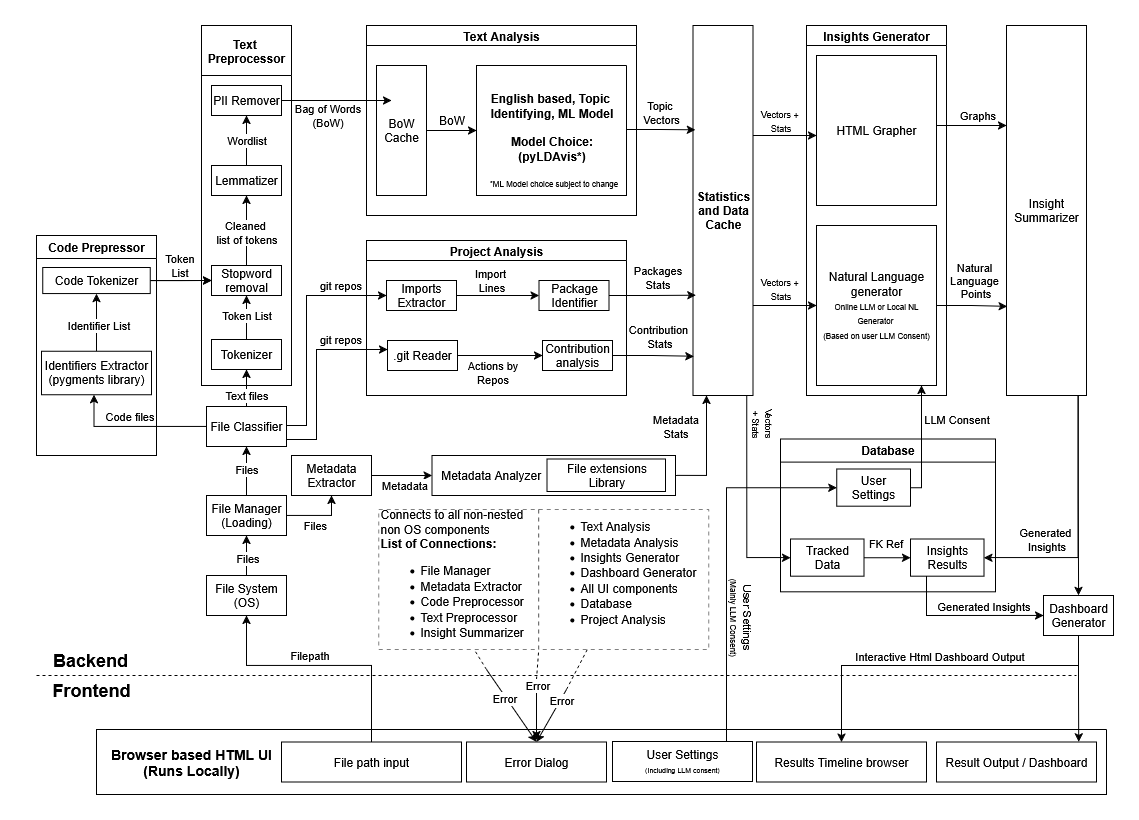 Text
Preprocessor
PII Remover
Wordlist
Lemmatizer
Cleaned
list of tokens
Stopword
removal
Token List
Tokenizer
Text files
Bag of Words
(BoW)
Text Analysis
BoW
Cache
BoW
English based, Topic
Identifying, ML Model
Model Choice:
(pyLDAvis*)
*ML Model choice subject to change
Topic
Vectors
Statistics
and Data
Cache
Vectors +
Stats
Vectors +
Stats
Insights Generator
HTML Grapher
Natural Language
generator
Online LLM or Local NL
Generator
(Based on user LLM Consent)
Graphs
Natural
Language
Points
Insight
Summarizer
Code Prepressor
Code Tokenizer
Identifier List
Identifiers Extractor
(pygments library)
Token
List
Code files
Project Analysis
git repos
Imports
Extractor
Import
Lines
Package
Identifier
Packages
Stats
git repos
.git Reader
Actions by
Repos
Contribution
analysis
Contribution
Stats
File Classifier
Files
File Manager
(Loading)
Files
Files
File System
(OS)
Filepath
Metadata
Extractor
Metadata
Metadata Analyzer
File extensions
Library
Metadata
Stats
Vectors
+ Stats
LLM Consent
Database
User
Settings
Tracked
Data
FK Ref
Insights
Results
Generated
Insights
Generated Insights
Dashboard
Generator
Connects to all non-nested
non OS components
List of Connections:
• File Manager
• Metadata Extractor
• Code Preprocessor
• Text Preprocessor
• Insight Summarizer
• Text Analysis
• Metadata Analysis
• Insights Generator
• Dashboard Generator
• All UI components
• Database
• Project Analysis
User Settings
(Mainly LLM Consent)
Interactive Html Dashboard Output
Backend
Frontend
Error
Error
Error
Browser based HTML UI
(Runs Locally)
File path input
Error Dialog
User Settings
(Including LLM consent)
Results Timeline browser
Result Output / Dashboard